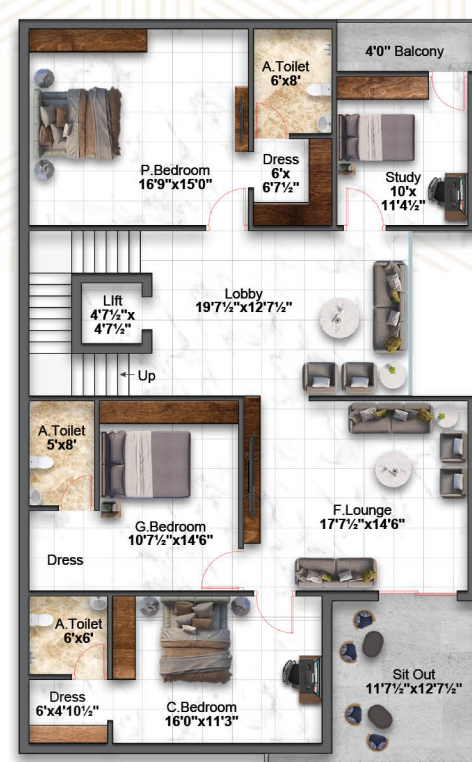 4'0" Balcony
A.Toilet
6'x8'
P.Bedroom
16'9"x15'0"
Dress
6'x
6'7½"
Study
10'x
11'4½"
Lobby
19'7½"x12'7½"
LIft
4'7½"x
4'7½"
Up
A.Toilet
5'x8'
G.Bedroom
10'7½"x14'6"
F.Lounge
17'7½"x14'6"
Dress
A.Toilet
6'x6'
Dress
6'x4'10½"
C.Bedroom
16'0"x11'3"
Sit Out
11'7½"x12'7½"